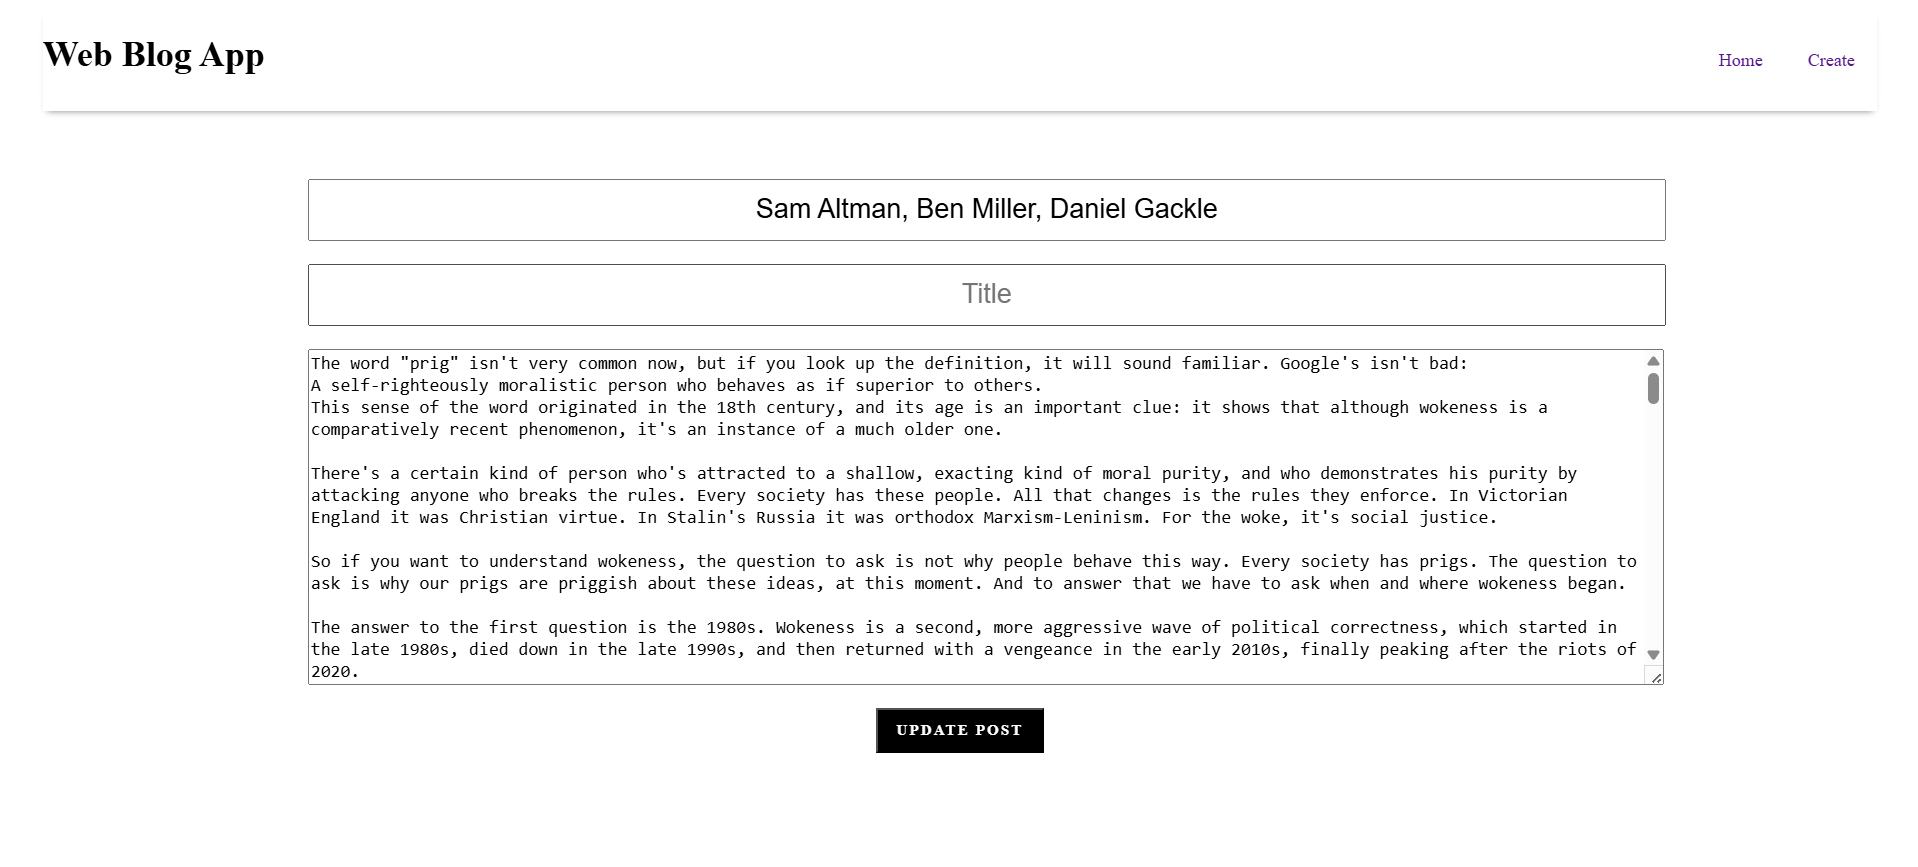 Web Blog App
Home
Create
Sam Altman, Ben Miller, Daniel Gackle
Title
The word "prig" isn't very common now, but if you look up the definition, it will sound familiar. Google's isn't bad:
A self-righteously moralistic person who behaves as if superior to others.
This sense of the word originated in the 18th century, and its age is an important clue: it shows that although wokeness is a
comparatively recent phenomenon, it's an instance of a much older one.
There's a certain kind of person who's attracted to a shallow, exacting kind of moral purity, and who demonstrates his purity by
attacking anyone who breaks the rules. Every society has these people. All that changes is the rules they enforce. In Victorian
England it was Christian virtue. In Stalin's Russia it was orthodox Marxism-Leninism. For the woke, it's social justice.
So if you want to understand wokeness, the question to ask is not why people behave this way. Every society has prigs. The question to
ask is why our prigs are priggish about these ideas, at this moment. And to answer that we have to ask when and where wokeness began.
The answer to the first question is the 1980s. Wokeness is a second, more aggressive wave of political correctness, which started in
the late 1980s, died down in the late 1990s, and then returned with a vengeance in the early 2010s, finally peaking after the riots of
2020.
UPDATE POST